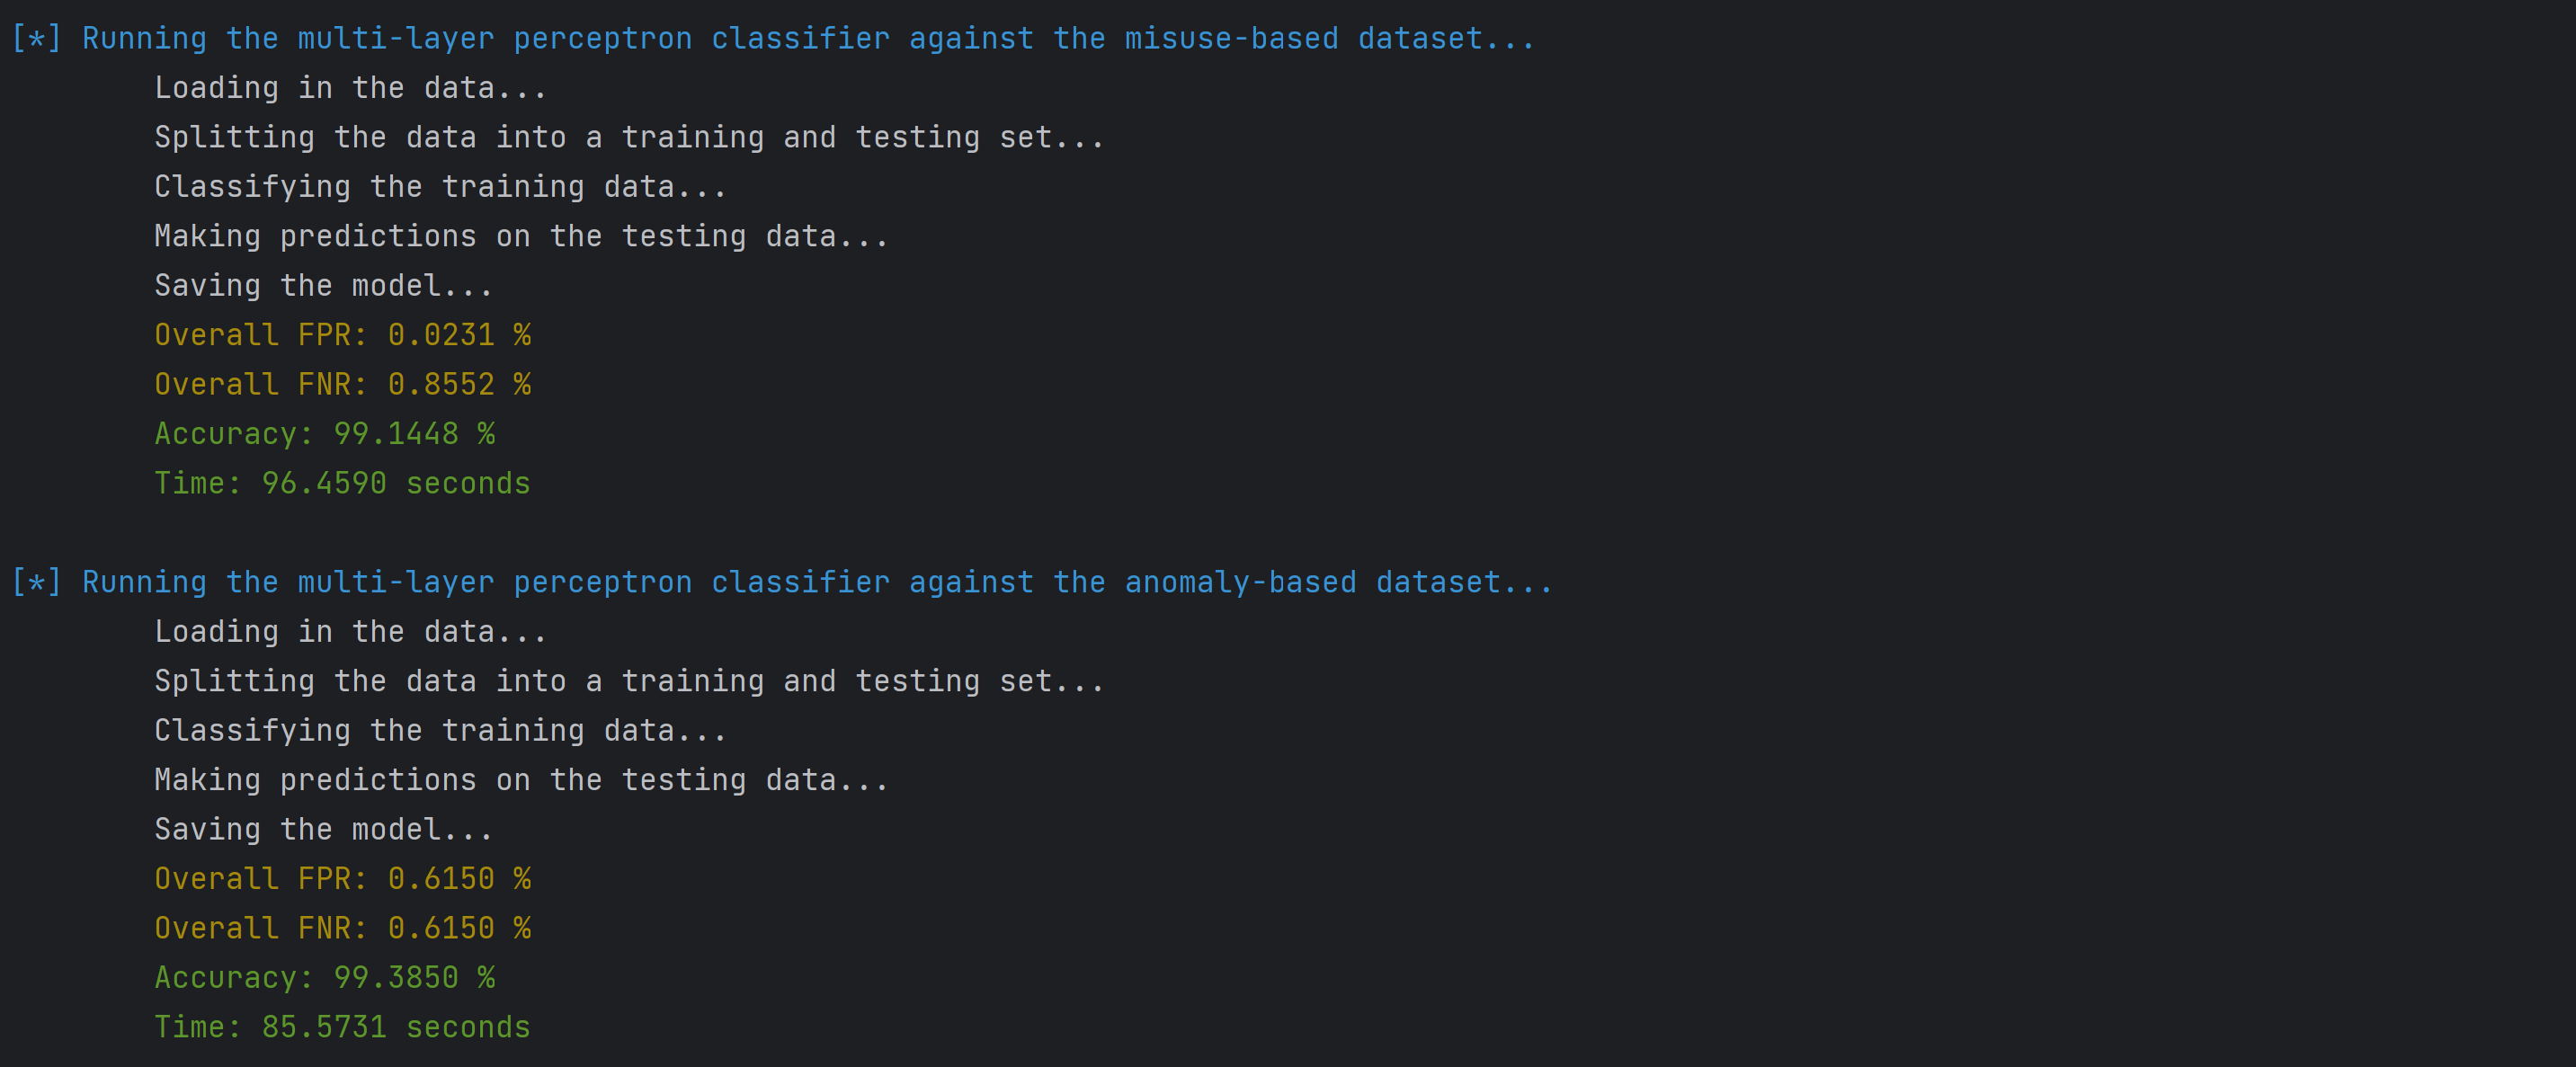 [*] Running the multi-layer perceptron classifier against the misuse-based dataset...
Loading in the data...
Splitting the data into a training and testing set...
Classifying the training data...
Making predictions on the testing data...
Saving the model...
Overall FPR: 0.0231 %
Overall FNR: 0.8552 %
Accuracy: 99.1448 %
Time: 96.4590 seconds
[*] Running the multi-layer perceptron classifier against the anomaly-based dataset...
Loading in the data...
Splitting the data into a training and testing set...
Classifying the training data...
Making predictions on the testing data...
Saving the model...
Overall FPR: 0.6150 %
Overall FNR: 0.6150 %
Accuracy: 99.3850 %
Time: 85.5731 seconds